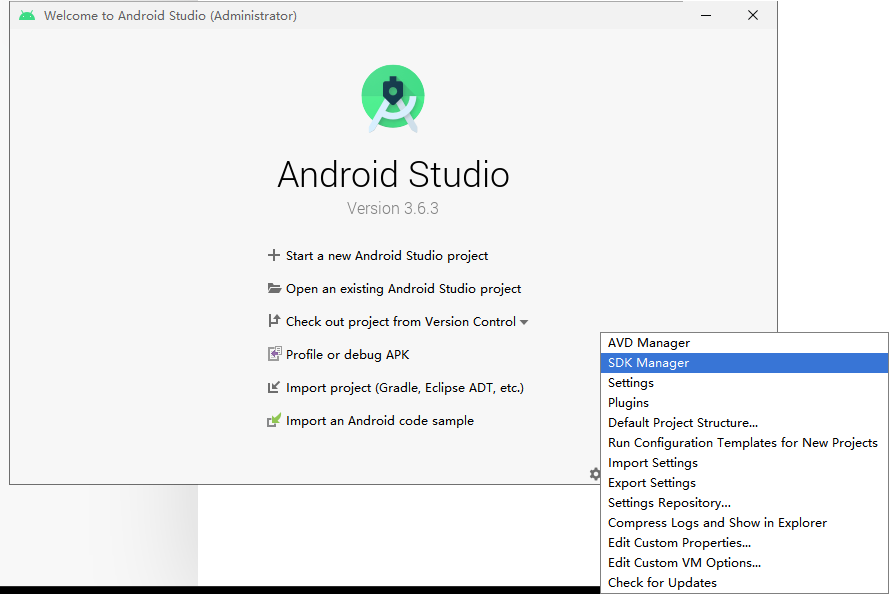 Welcome to Android Studio (Administrator)
Android Studio
Version 3.6.3
Start a new Android Studio project
Open an existing Android Studio project
Check out project from Version Control
Profile or debug APK
Import project (Gradle, Eclipse ADT, etc.)
Import an Android code sample
AVD Manager
SDK Manager
Settings
Plugins
Default Project Structure...
Run Configuration Templates for New Projects
Import Settings
Export Settings
Settings Repository...
Compress Logs and Show in Explorer
Edit Custom Properties...
Edit Custom VM Options...
Check for Updates